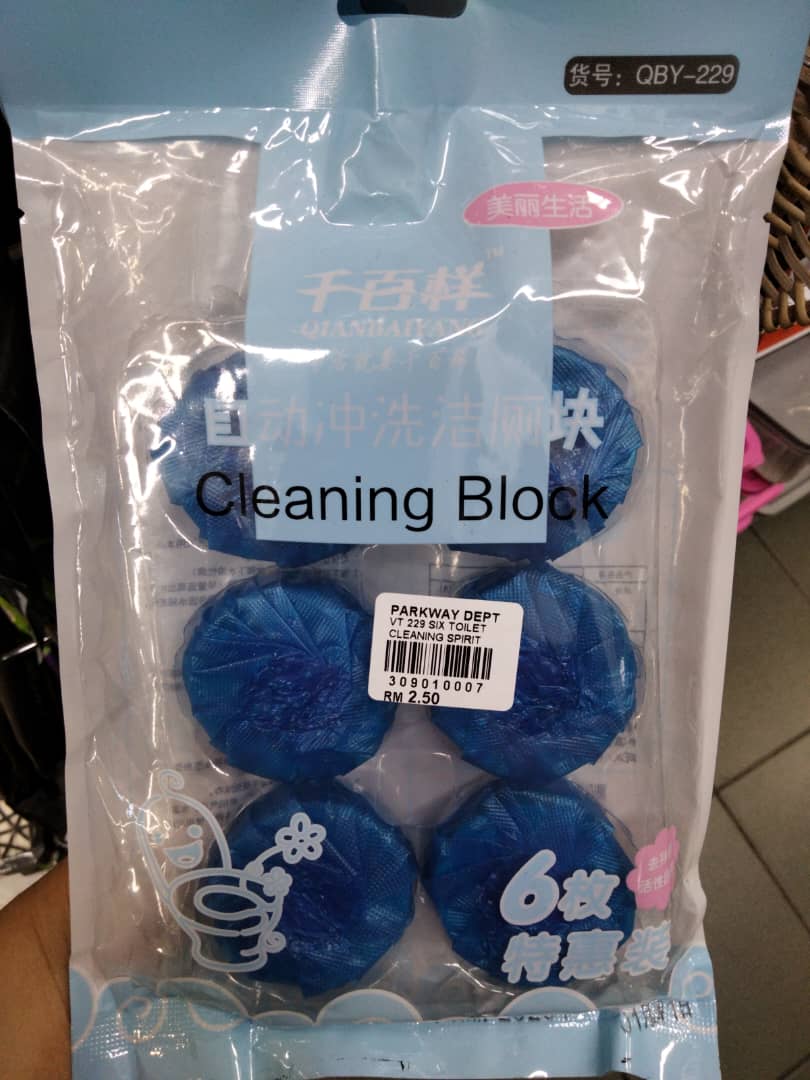 货号：QBY-229
美丽生活
千百样™
QIANBAIYANG
自动冲洗洁厕块
Cleaning Block
PARKWAY DEPT
VT 229 SIX TOILET
CLEANING SPIRIT
309010007
RM 2.50
6枚
特惠装